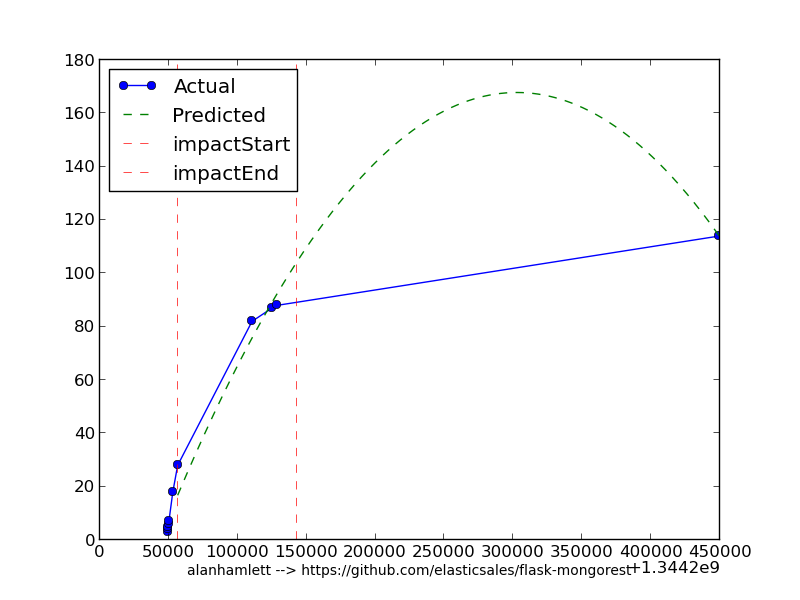 180
160
140
120
100
80
60
40
20
0
Actual
Predicted
impactStart
impactEnd
0 50000 100000 150000 200000 250000 300000 350000 400000 450000
alanhamlett --> https://github.com/elasticsales/flask-mongorest
+1.3442e9